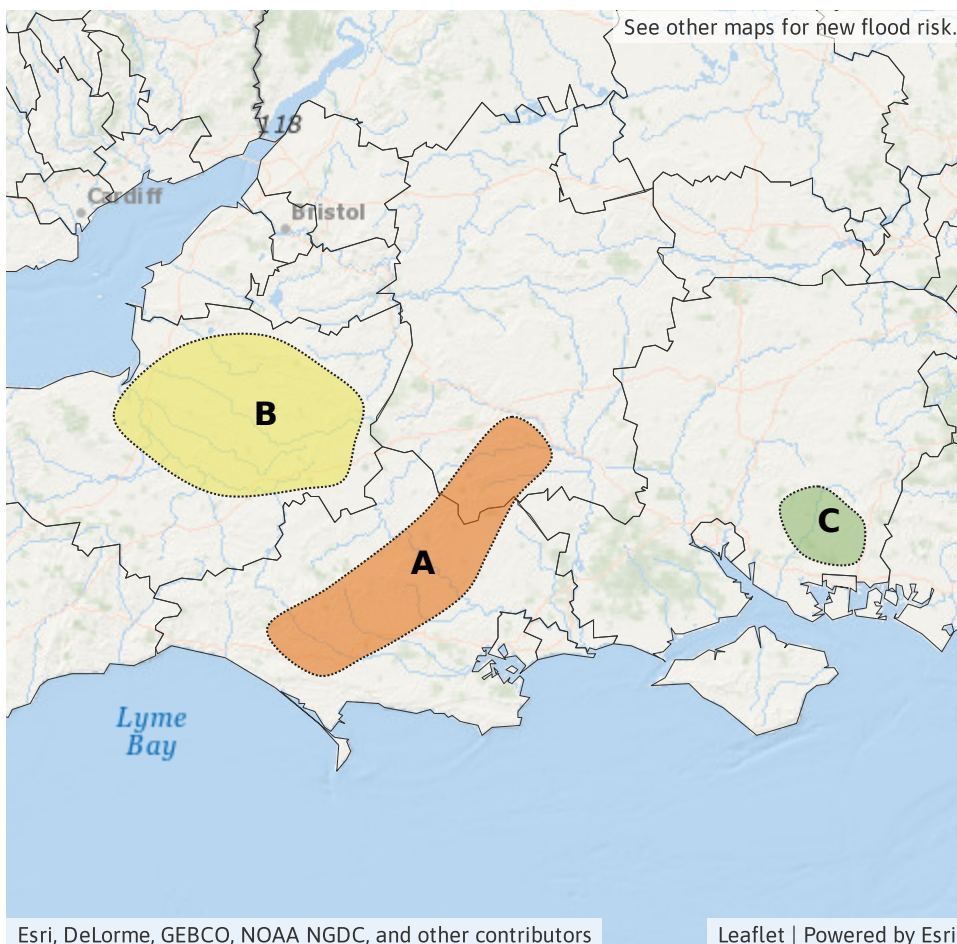 See other maps for new flood risk.
118
Cardiff
Bristol
B
A
C
Lyme
Bay
Esri, DeLorme, GEBCO, NOAA NGDC, and other contributors
Leaflet | Powered by Esri